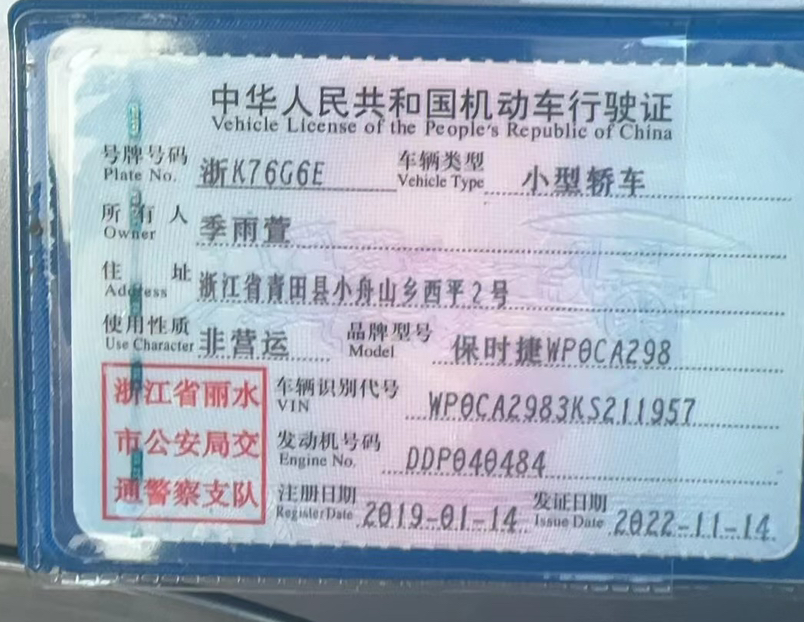 中华人民共和国机动车行驶证
Vehicle License of the People's Republic of China
号牌号码 浙K76G6E 车辆类型 小型轿车
Plate No. Vehicle Type
所有人 季雨萱
Owner
住址 浙江省青田县小舟山乡西平2号
Address
使用性质 非营运 品牌型号 保时捷WP0CA298
Use Character Model
浙江省丽水 车辆识别代号 WP0CA2983KS211957
VIN
市公安局交 发动机号码 DDP040484
Engine No.
通警察支队 注册日期 2019-01-14 发证日期 2022-11-14
Register Date Issue Date